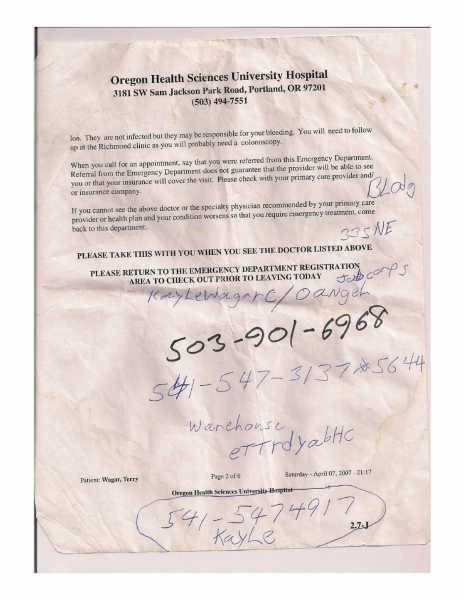 Oregon Health Sciences University Hospital
3181 SW Sam Jackson Park Road, Portland, OR 97201
(503) 494-7551
lon. They are not infected but they may be responsible for your bleeding. You will need to follow
up at the Richmond clinic as you will probably need a colonoscopy.
When you call for an appointment, say that you were referred from this Emergency Department.
Referral from the Emergency Department does not guarantee that the provider will be able to see
you or that your insurance will cover the visit. Please check with your primary care provider and/
or insurance company.
BLdg
If you cannot see the above doctor or the specialty physician recommended by your primary care
provider or health plan and your condition worsens so that you require emergency treatment, come
back to this department.
335 NE
PLEASE TAKE THIS WITH YOU WHEN YOU SEE THE DOCTOR LISTED ABOVE
PLEASE RETURN TO THE EMERGENCY DEPARTMENT REGISTRATION
AREA TO CHECK OUT PRIOR TO LEAVING TODAY
Jobcorps
KayLeWagar C/O angel
503-901-6968
541-547-3137*5644
Warehouse
Patient: Wagar, Terry
Page 2 of 6
Saturday - April 07, 2007 - 21:17
Oregon Health Sciences University Hospital
541-5474917
KayLe
2.7-J